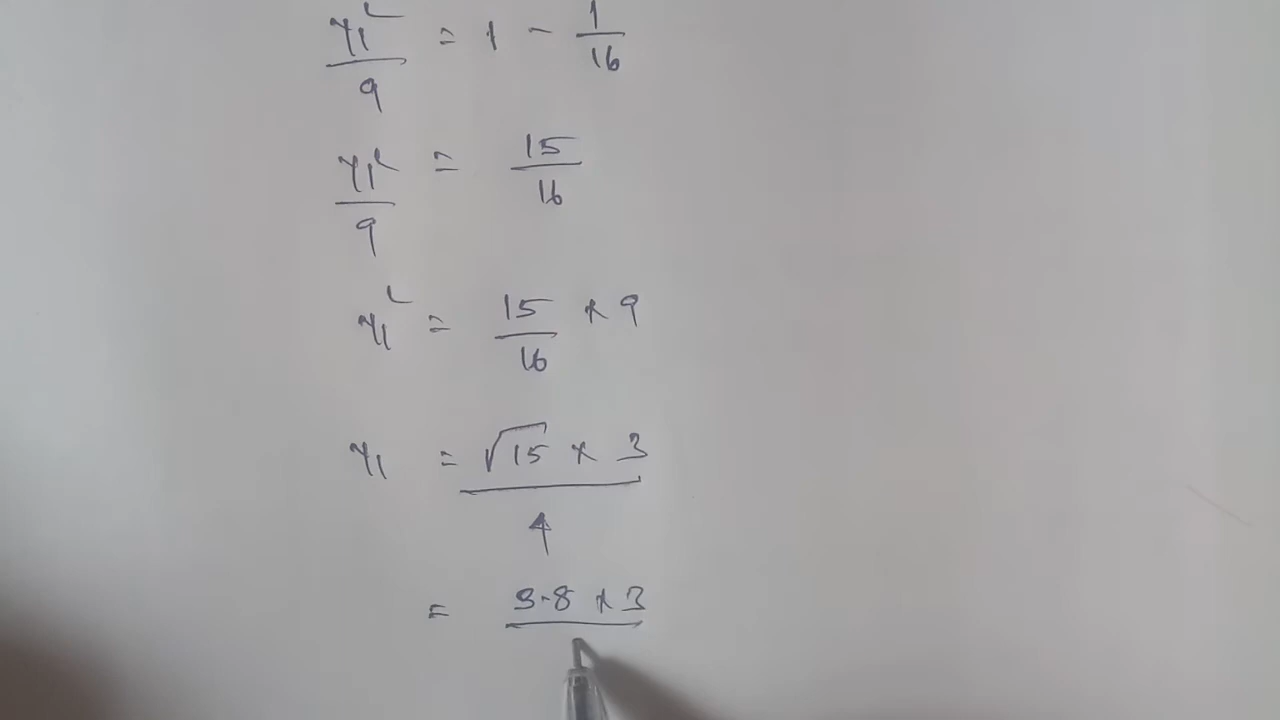 y₁² / 9 = 1 - 1/16
y₁² / 9 = 15/16
y₁² = 15/16 × 9
y₁ = √15 × 3 / 4
= 3.8 × 3